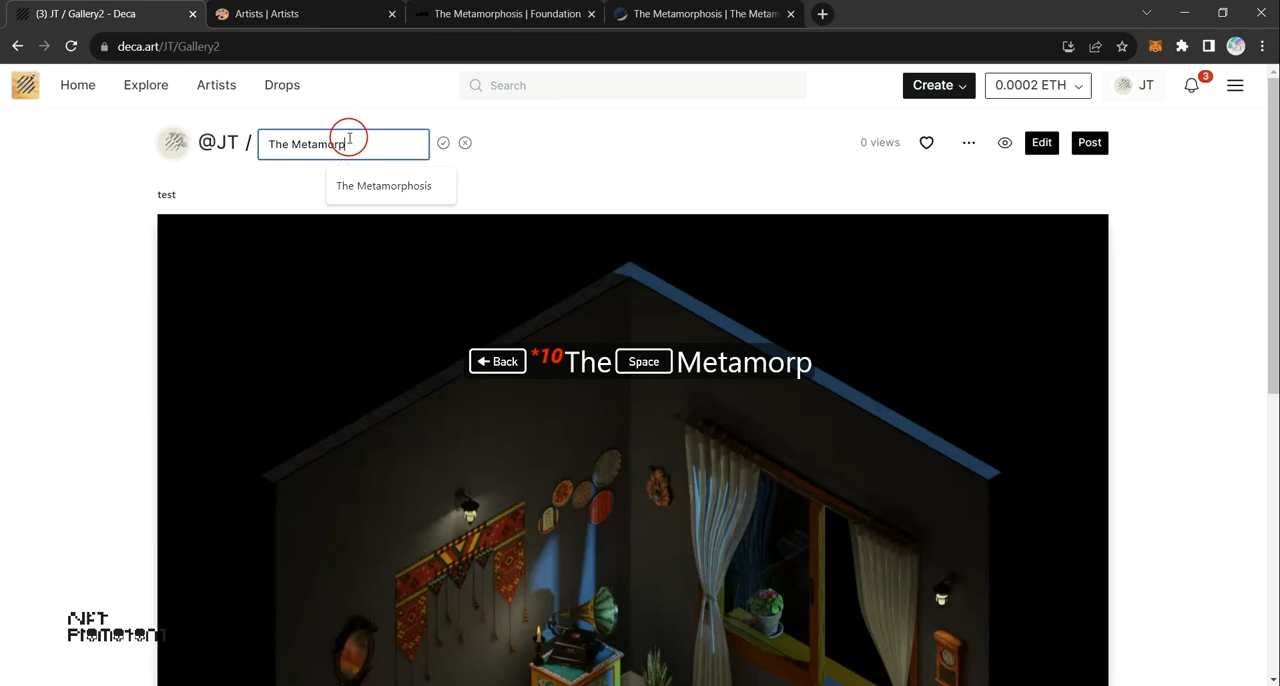 (3) JT / Gallery2 - Deca
Artists | Artists
The Metamorphosis | Foundation
The Metamorphosis | The Metam
deca.art/JT/Gallery2
Home
Explore
Artists
Drops
Search
Create
0.0002 ETH
JT
3
@JT /
The Metamorp
0 views
Edit
Post
The Metamorphosis
test
← Back *10 The Space Metamorp
NFT